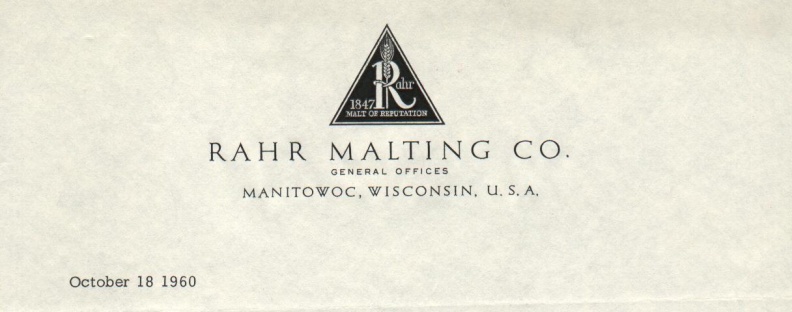 Rahr
1847
MALT OF REPUTATION
RAHR MALTING CO.
GENERAL OFFICES
MANITOWOC, WISCONSIN, U. S. A.
October 18 1960